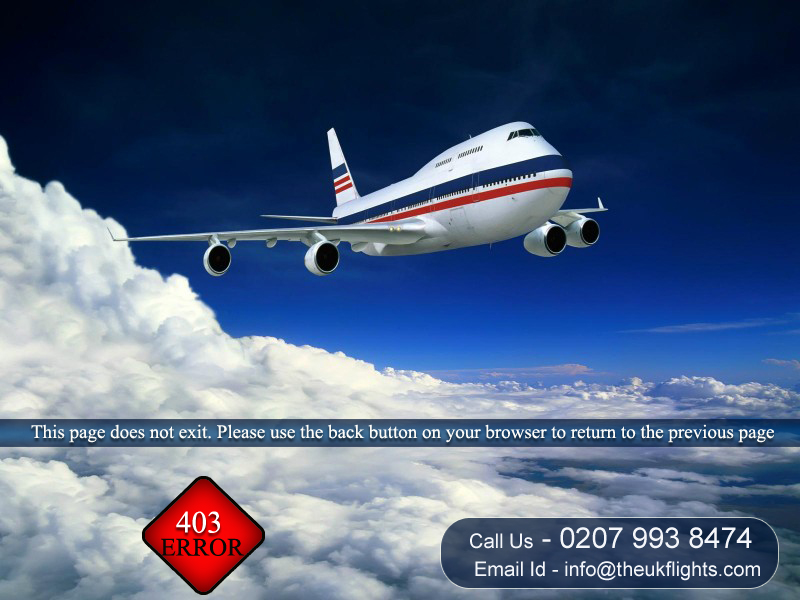 This page does not exit. Please use the back button on your browser to return to the previous page
403
ERROR
Call Us - 0207 993 8474
Email Id - info@theukflights.com